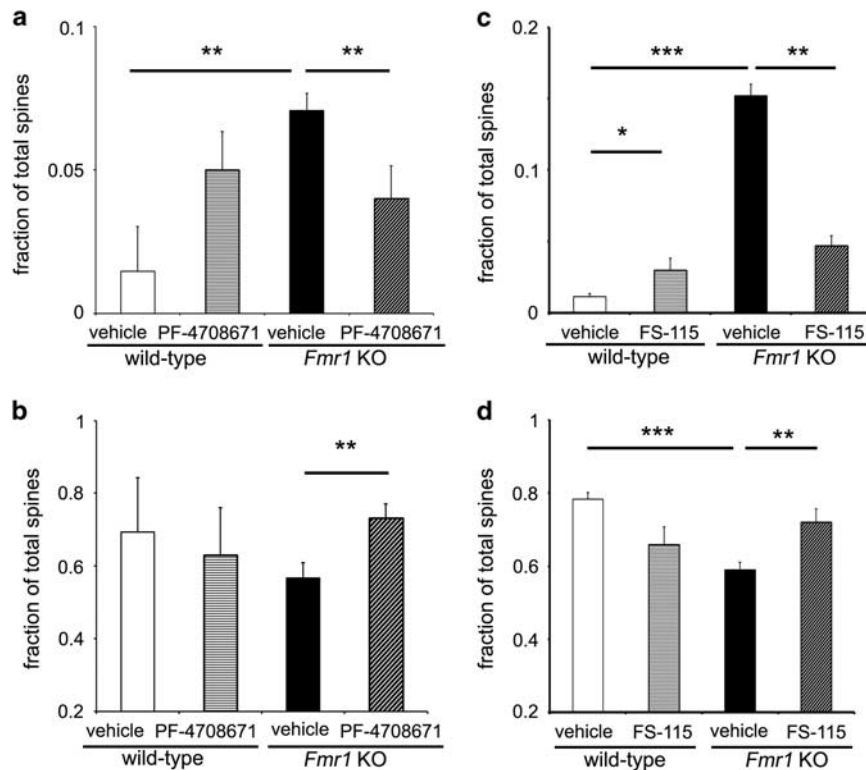 a
0.1
** **
fraction of total spines
0.05
0
vehicle PF-4708671 vehicle PF-4708671
wild-type Fmr1 KO
c
0.2
*** **
fraction of total spines
0.1
*
0
vehicle FS-115 vehicle FS-115
wild-type Fmr1 KO
b
1
**
0.8
fraction of total spines
0.6
0.4
0.2
vehicle PF-4708671 vehicle PF-4708671
wild-type Fmr1 KO
d
1
*** **
0.8
fraction of total spines
0.6
0.4
0.2
vehicle FS-115 vehicle FS-115
wild-type Fmr1 KO